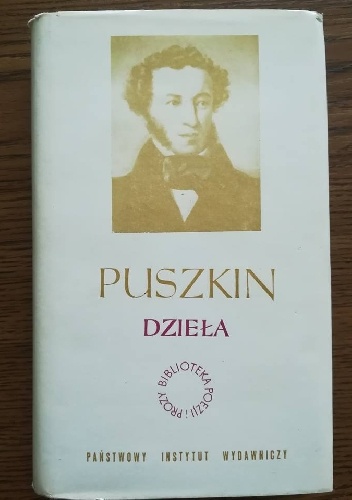 PUSZKIN
DZIEŁA
BIBLIOTEKA POEZJI i PROZY
PAŃSTWOWY INSTYTUT WYDAWNICZY